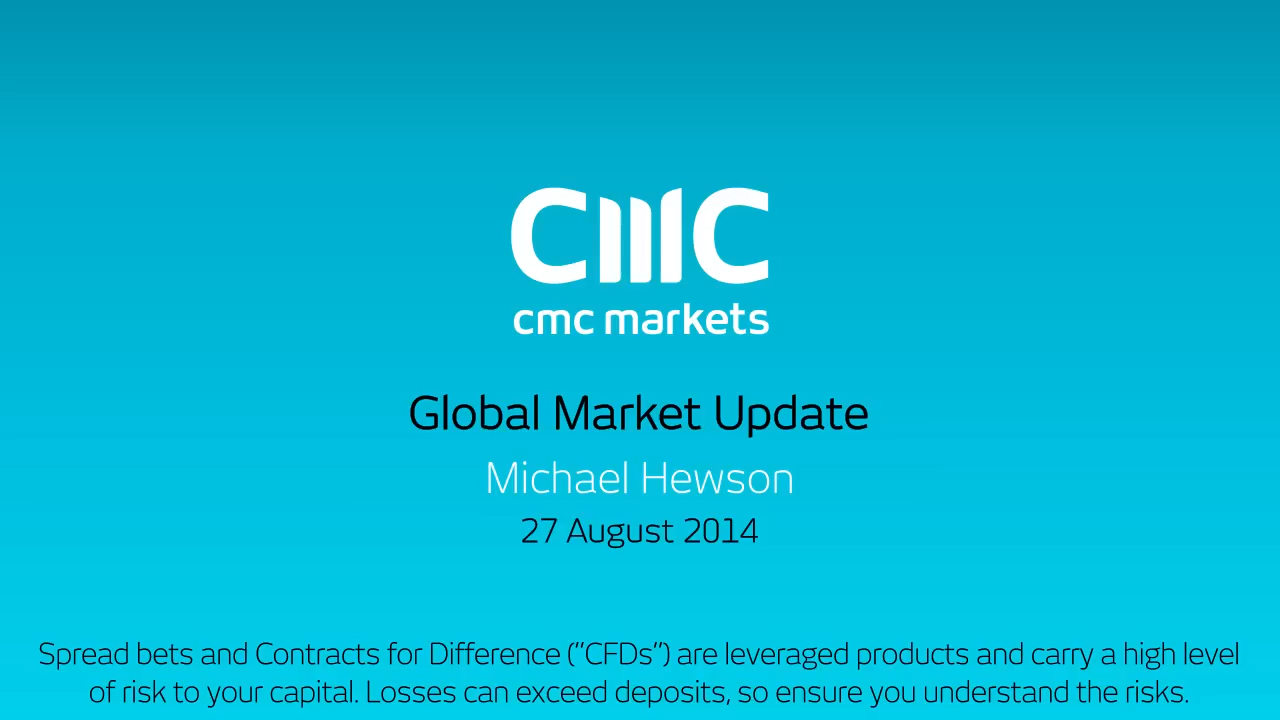 CMC
cmc markets
Global Market Update
Michael Hewson
27 August 2014
Spread bets and Contracts for Difference (“CFDs”) are leveraged products and carry a high level
of risk to your capital. Losses can exceed deposits, so ensure you understand the risks.